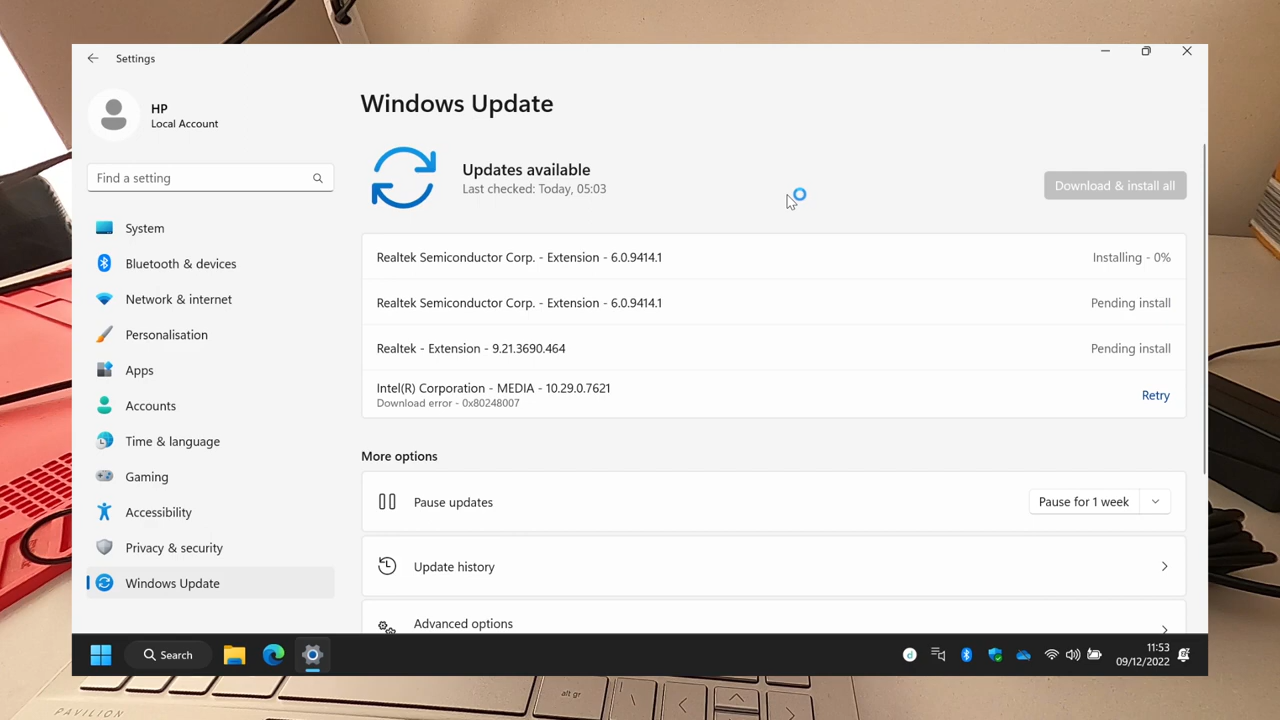 Settings
HP
Local Account
Find a setting
System
Bluetooth & devices
Network & internet
Personalisation
Apps
Accounts
Time & language
Gaming
Accessibility
Privacy & security
Windows Update
Windows Update
Updates available
Last checked: Today, 05:03
Download & install all
Realtek Semiconductor Corp. - Extension - 6.0.9414.1
Installing - 0%
Realtek Semiconductor Corp. - Extension - 6.0.9414.1
Pending install
Realtek - Extension - 9.21.3690.464
Pending install
Intel(R) Corporation - MEDIA - 10.29.0.7621
Download error - 0x80248007
Retry
More options
Pause updates
Pause for 1 week
Update history
Advanced options
Search
11:53
09/12/2022
alt gr
PAVILION